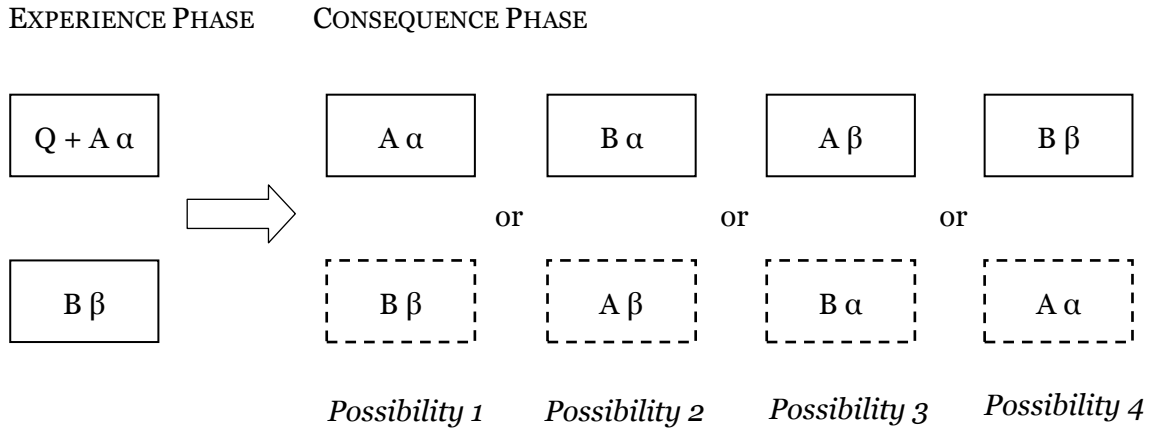 EXPERIENCE PHASE CONSEQUENCE PHASE
Q + A α A α B α A β B β
or or or
B β B β A β B α A α
Possibility 1 Possibility 2 Possibility 3 Possibility 4